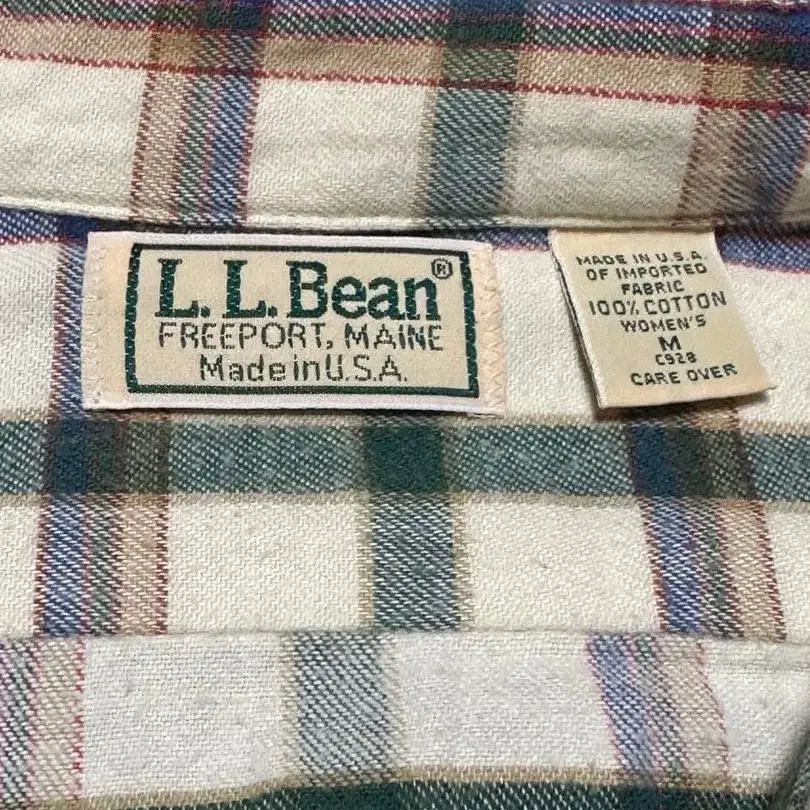 L.L.Bean®
FREEPORT, MAINE
Made in U.S.A.
MADE IN U.S.A.
OF IMPORTED
FABRIC
100% COTTON
WOMEN'S
M
C928
CARE OVER